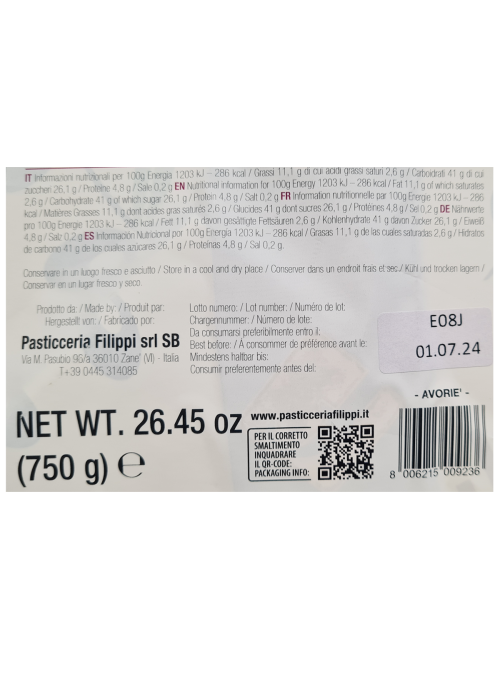 IT Informazioni nutrizionali per 100g Energia 1203 kJ – 286 kcal / Grassi 11,1 g di cui acidi grassi saturi 2,6 g / Carbodrati 41 g di cui
zuccheri 26,1 g / Proteine 4,8 g / Sale 0,2 g EN Nutritional information for 100g Energy 1203 kJ – 286 kcal / Fat 11,1 g of which saturates
2,6 g / Carbohydrate 41 g of which sugar 26,1 g / Protein 4,8 g / Salt 0,2 g FR Information nutritionnelle par 100g Energie 1203 kJ – 286
kcal / Matières Grasses 11,1 g dont acides gras saturés 2,6 g / Glucides 41 g dont sucres 26,1 g / Protéines 4,8 g / Sel 0,2 g DE Nährwerte
pro 100g Energie 1203 kJ – 286 kcal / Fett 11,1 g davon gesättigte Fettsäuren 2,6 g / Kohlenhydrate 41 g davon Zucker 26,1 g / Eiweiß
4,8 g / Salz 0,2 g ES Información Nutricional por 100g Energía 1203 kJ – 286 kcal / Grasas 11,1 g de las cuales saturadas 2,6 g / Hidratos
de carbono 41 g de los cuales azúcares 26,1 g / Proteínas 4,8 g / Sal 0,2 g.
Conservare in un luogo fresco e asciutto / Store in a cool and dry place / Conserver dans un endroit frais et sec / Kühl und trocken lagern /
Conservar en un lugar fresco y seco
Prodotto da: / Made by: / Produit par:
Hergestellt von: / Fabricado por:
Pasticceria Filippi srl SB
Via M. Pasubio 90/a 36010 Zane' (VI) - Italia
T+39 0445 314085
Lotto numero: / Lot number: / Numéro de lot:
Chargennummer: / Número de lote:
Da consumarsi preferibilmente entro il:
Best before: / À consommer de préférence avant le:
Mindestens haltbar bis:
Consumir preferentemente antes del:
E08J
01.07.24
- AVORIE' -
NET WT. 26.45 oz
(750 g) ℮
www.pasticceriafilippi.it
PER IL CORRETTO
SMALTIMENTO
INQUADRARE
IL QR-CODE:
PACKAGING INFO:
8 006215 009236